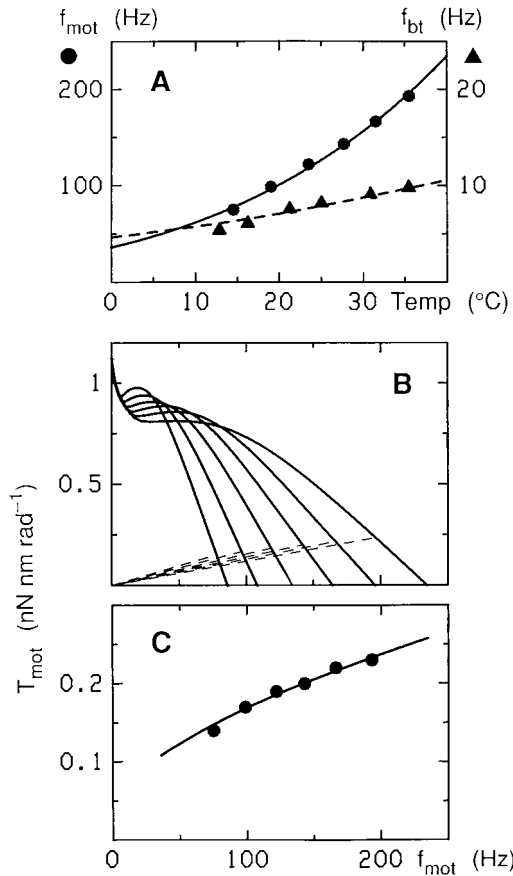 f_mot (Hz) f_bt (Hz)
● ▲
A
200 20
100 10
0 10 20 30 Temp (°C)
B
1
0.5
T_mot (nN nm rad⁻¹)
C
0.2
0.1
0 100 200 f_mot (Hz)